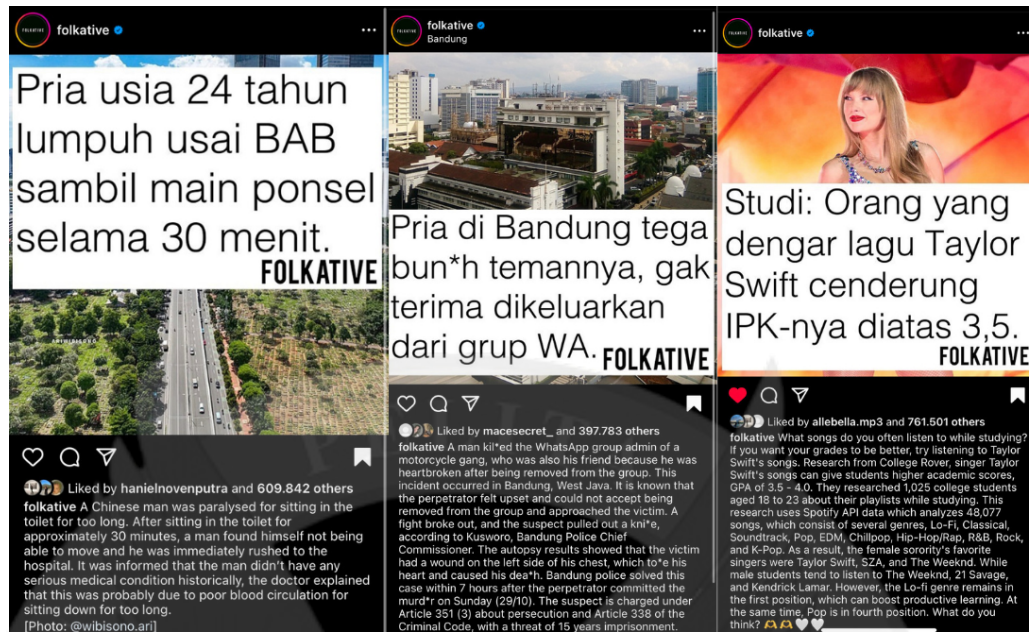 folkative
Pria usia 24 tahun
lumpuh usai BAB
sambil main ponsel
selama 30 menit.
FOLKATIVE
Liked by hanielnovenputra and 609.842 others
folkative A Chinese man was paralysed for sitting in the
toilet for too long. After sitting in the toilet for
approximately 30 minutes, a man found himself not being
able to move and he was immediately rushed to the
hospital. It was informed that the man didn't have any
serious medical condition historically, the doctor explained
that this was probably due to poor blood circulation for
sitting down for too long.
[Photo: @wibisono.ari]
folkative
Bandung
Pria di Bandung tega
bun*h temannya, gak
terima dikeluarkan
dari grup WA.
FOLKATIVE
Liked by macesecret_ and 397.783 others
folkative A man kil*ed the WhatsApp group admin of a
motorcycle gang, who was also his friend because he was
heartbroken after being removed from the group. This
incident occurred in Bandung, West Java. It is known that
the perpetrator felt upset and could not accept being
removed from the group and approached the victim. A
fight broke out, and the suspect pulled out a kni*e,
according to Kusworo, Bandung Police Chief
Commissioner. The autopsy results showed that the victim
had a wound on the left side of his chest, which to*e his
heart and caused his dea*h. Bandung police solved this
case within 7 hours after the perpetrator committed the
murd*r on Sunday (29/10). The suspect is charged under
Article 351 (3) about persecution and Article 338 of the
Criminal Code, with a threat of 15 years imprisonment.
folkative
Studi: Orang yang
dengar lagu Taylor
Swift cenderung
IPK-nya diatas 3,5.
FOLKATIVE
Liked by allebella.mp3 and 761.501 others
folkative What songs do you often listen to while studying?
If you want your grades to be better, try listening to Taylor
Swift's songs. Research from College Rover, singer Taylor
Swift's songs can give students higher academic scores,
GPA of 3.5 - 4.0. They researched 1,025 college students
aged 18 to 23 about their playlists while studying. This
research uses Spotify API data which analyzes 48,077
songs, which consist of several genres, Lo-Fi, Classical,
Soundtrack, Pop, EDM, Chillpop, Hip-Hop/Rap, R&B, Rock,
and K-Pop. As a result, the female sorority's favorite
singers were Taylor Swift, SZA, and The Weeknd. While
male students tend to listen to The Weeknd, 21 Savage,
and Kendrick Lamar. However, the Lo-fi genre remains in
the first position, which can boost productive learning. At
the same time, Pop is in fourth position. What do you
think? 🫶🫶🤍🤍